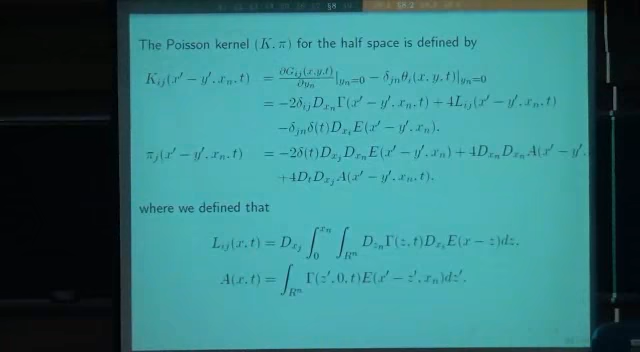 The Poisson kernel (K, π) for the half space is defined by
K_{ij}(x' − y', x_n, t) = ∂G_{ij}(x,y,t)/∂y_n |_{y_n=0} − δ_{jn}θ_i(x, y, t)|_{y_n=0}
= −2δ_{ij}D_{x_n}Γ(x' − y', x_n, t) + 4L_{ij}(x' − y', x_n, t)
−δ_{jn}δ(t)D_{x_i}E(x' − y', x_n),
π_j(x' − y', x_n, t) = −2δ(t)D_{x_j}D_{x_n}E(x' − y', x_n) + 4D_{x_n}D_{x_n}A(x' − y',
+4D_tD_{x_j}A(x' − y', x_n, t),
where we defined that
L_{ij}(x, t) = D_{x_j} ∫_0^{x_n} ∫_{R^n} D_{z_n}Γ(z, t)D_{x_i}E(x − z)dz,
A(x, t) = ∫_{R^n} Γ(z', 0, t)E(x' − z', x_n)dz'.